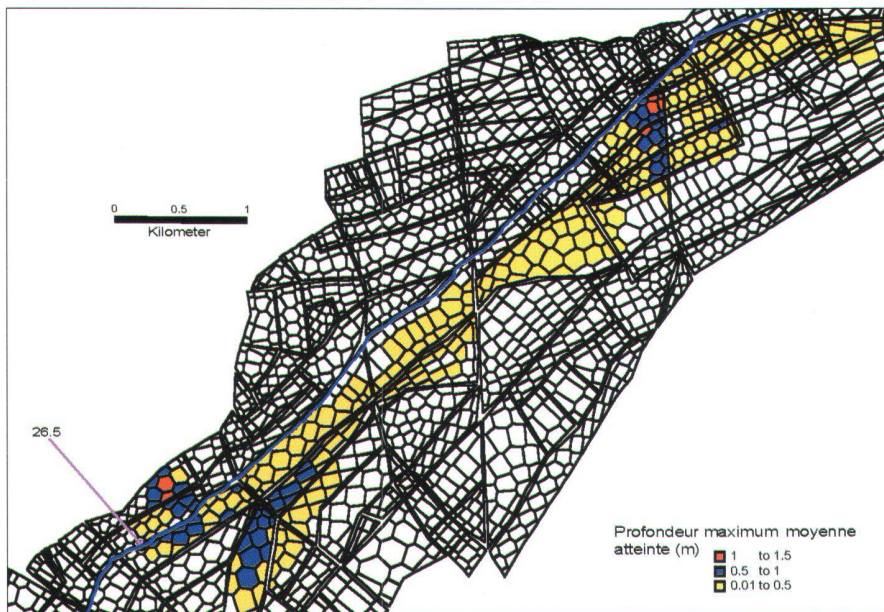 0 0.5 1
Kilometer
26.5
Profondeur maximum moyenne
atteinte (m)
1 to 1.5
0.5 to 1
0.01 to 0.5